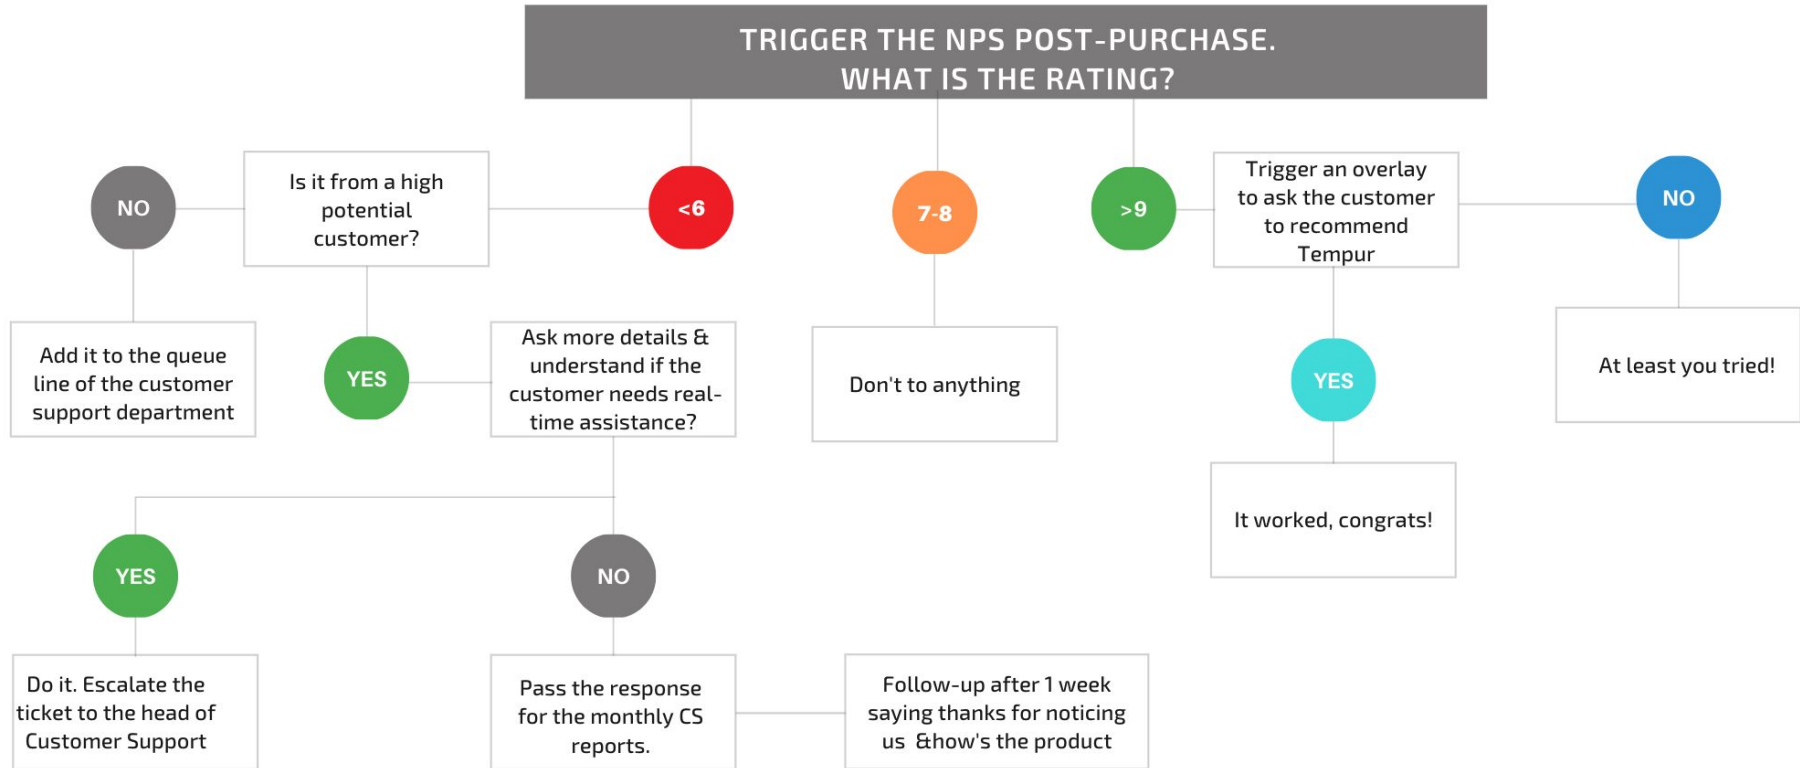 TRIGGER THE NPS POST-PURCHASE.
WHAT IS THE RATING?
NO
Is it from a high
potential
customer?
<6
7-8
>9
Trigger an overlay
to ask the customer
to recommend
Tempur
NO
Add it to the queue
line of the customer
support department
YES
Ask more details &
understand if the
customer needs real-
time assistance?
Don't to anything
YES
At least you tried!
It worked, congrats!
YES
NO
Do it. Escalate the
ticket to the head of
Customer Support
Pass the response
for the monthly CS
reports.
Follow-up after 1 week
saying thanks for noticing
us &how's the product